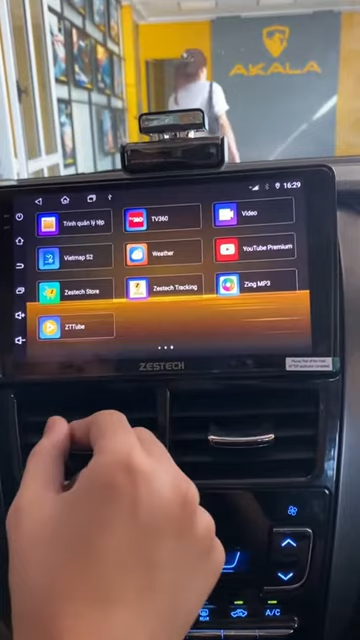 AKALA
16:29
Trình quản lý tệp
TV360
Video
Vietmap S2
Weather
YouTube Premium
Zestech Store
Zestech Tracking
Zing MP3
ZTTube
ZESTECH
REAR
A/C